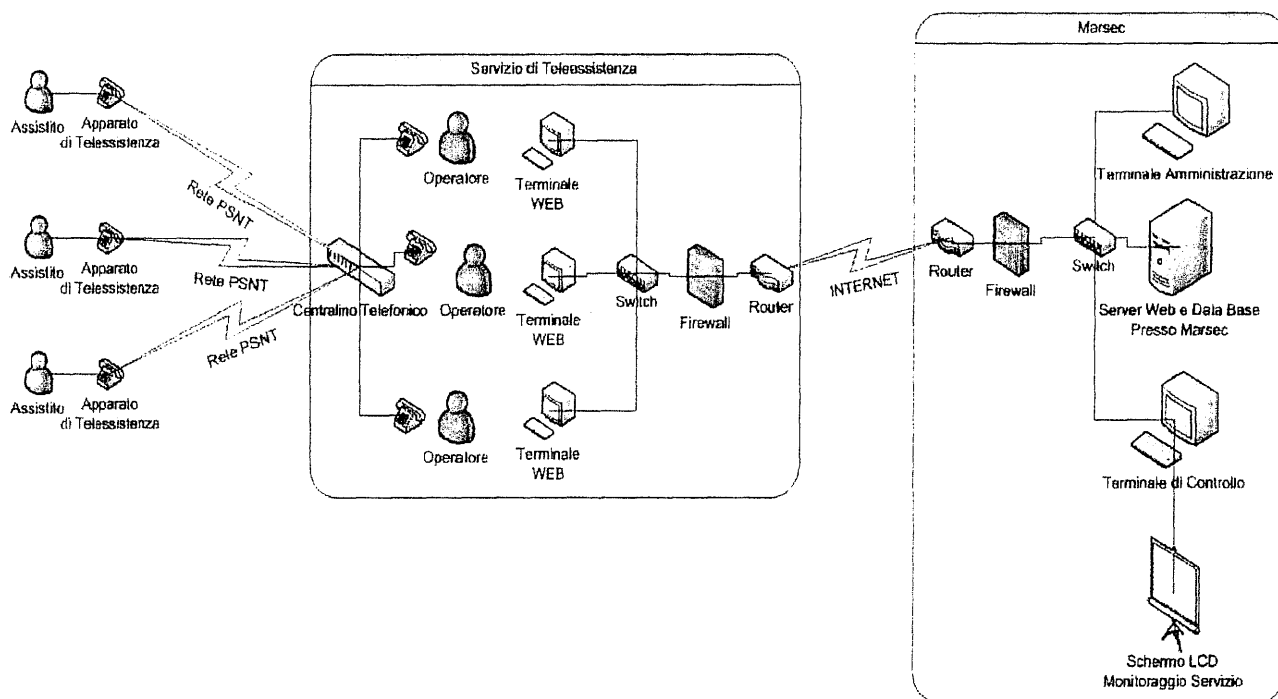 Marsec
Servizio di Teleassistenza
Assistito
Apparato
di Telessistenza
Rete PSNT
Operatore
Terminale
WEB
Terminale Amministrazione
Assistito
Apparato
di Telessistenza
Rete PSNT
Centralino Telefonico
Operatore
Terminale
WEB
Switch
Firewall
Router
INTERNET
Router
Firewall
Switch
Server Web e Data Base
Presso Marsec
Assistito
Apparato
di Telessistenza
Rete PSNT
Operatore
Terminale
WEB
Terminale di Controllo
Schermo LCD
Monitoraggio Servizio